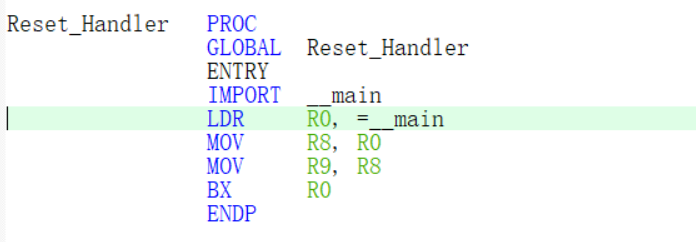 Reset_Handler PROC
GLOBAL Reset_Handler
ENTRY
IMPORT __main
LDR R0, =__main
MOV R8, R0
MOV R9, R8
BX R0
ENDP